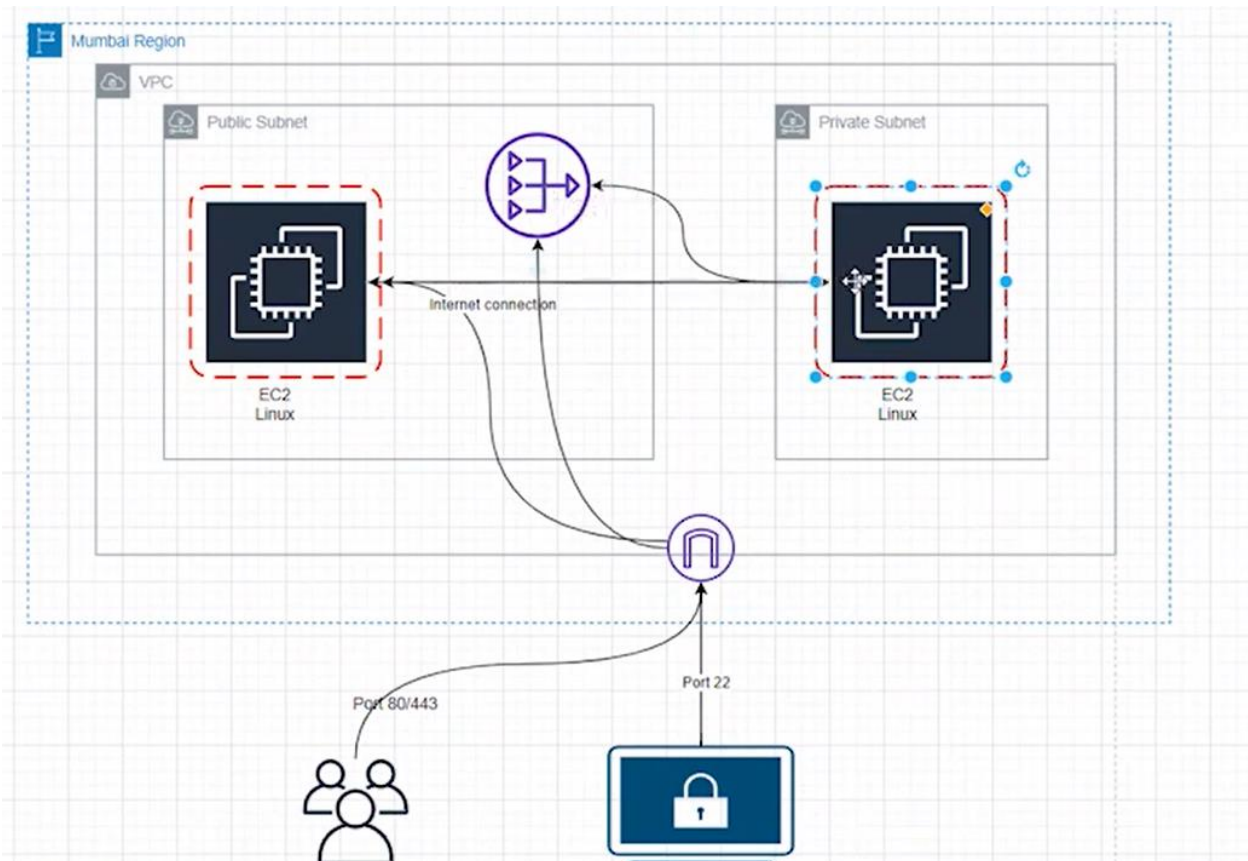 Mumbai Region
VPC
Public Subnet
Private Subnet
Internet connection
EC2
Linux
EC2
Linux
Port 22
Port 80/443